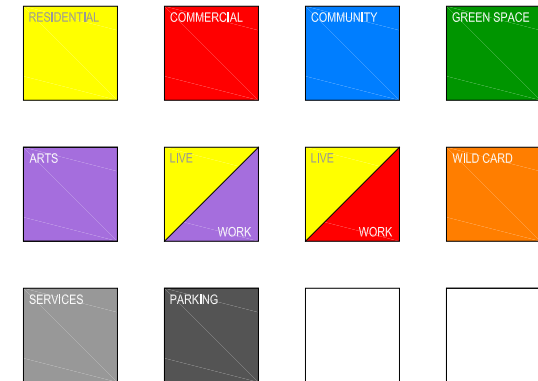 RESIDENTIAL
COMMERCIAL
COMMUNITY
GREEN SPACE
ARTS
LIVE
WORK
LIVE
WORK
WILD CARD
SERVICES
PARKING